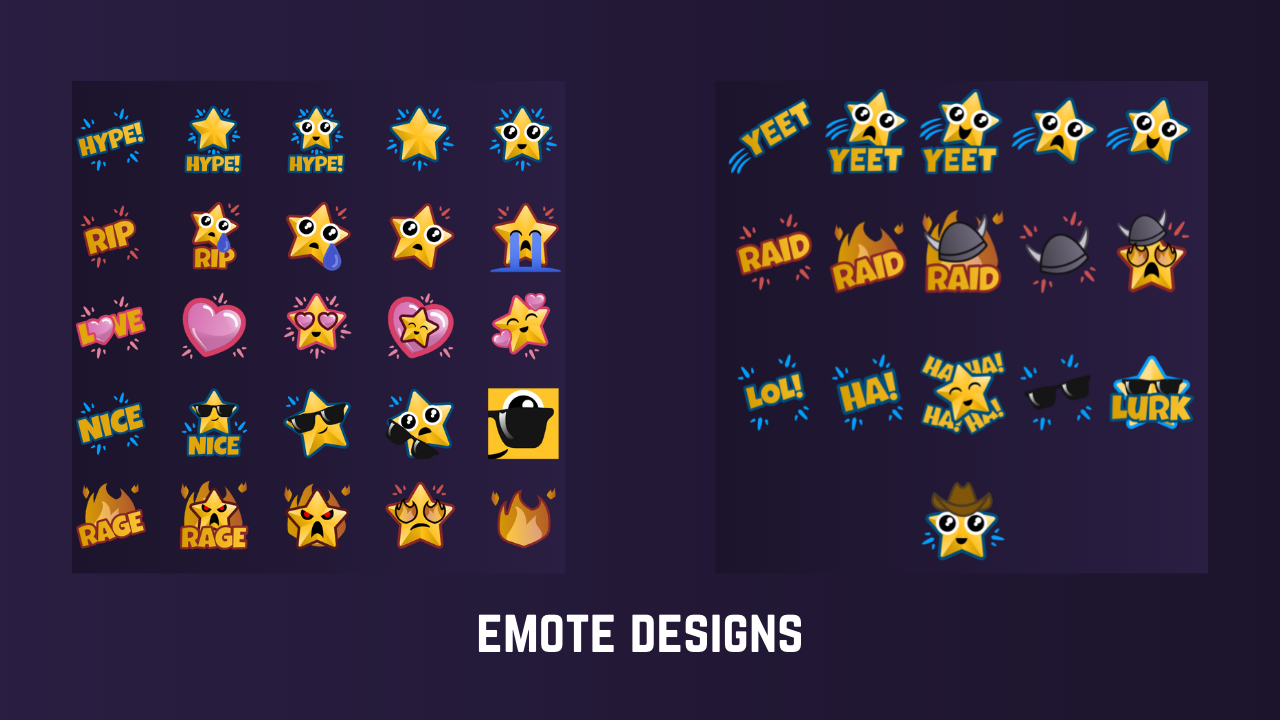 HYPE!
HYPE!
HYPE!
RIP
RIP
LOVE
NICE
NICE
RAGE
RAGE
YEET
YEET
YEET
RAID
RAID
RAID
LOL!
HA!
HA! HA!
HA! HA!
LURK
EMOTE DESIGNS